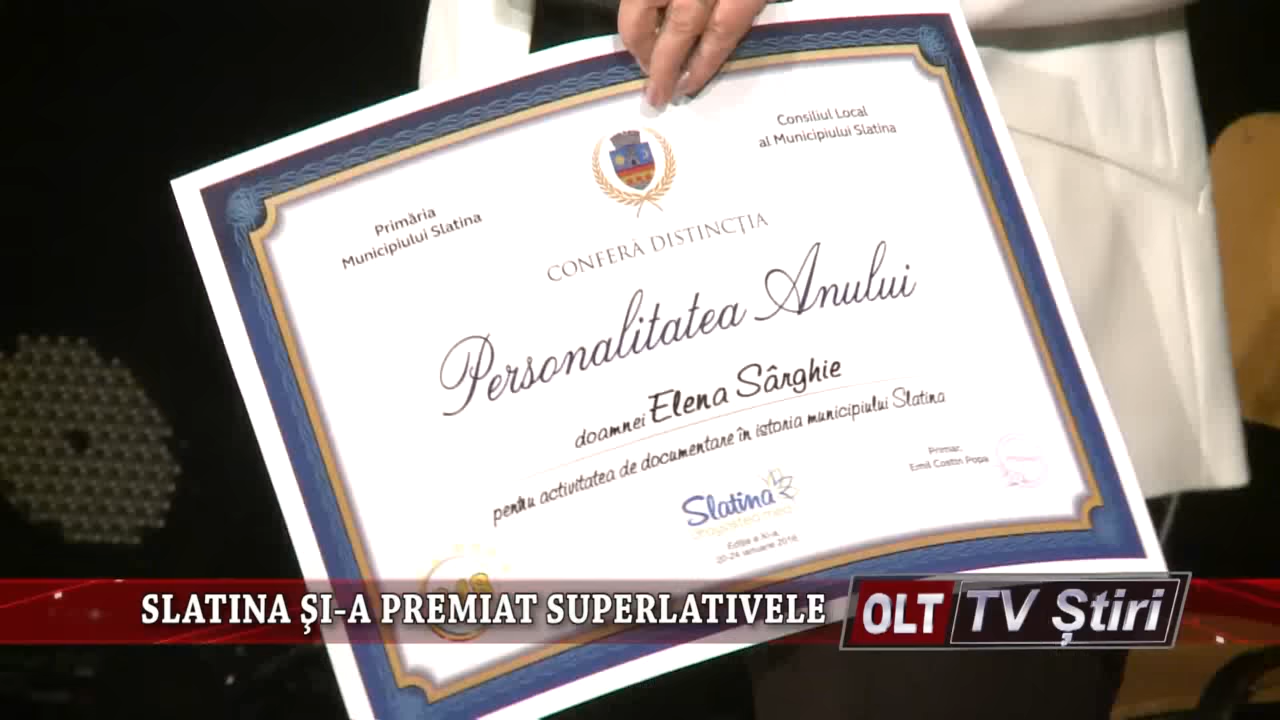 Primăria
Municipiului Slatina
Consiliul Local
al Municipiului Slatina
CONFERĂ DISTINCȚIA
Personalitatea Anului
doamnei Elena Sârghie
pentru activitatea de documentare în istoria municipiului Slatina
Primar,
Emil Costin Popa
Slatina
Ediția a XI-a,
20-24 ianuarie 2016
SLATINA ŞI-A PREMIAT SUPERLATIVELE
OLT TV Știri